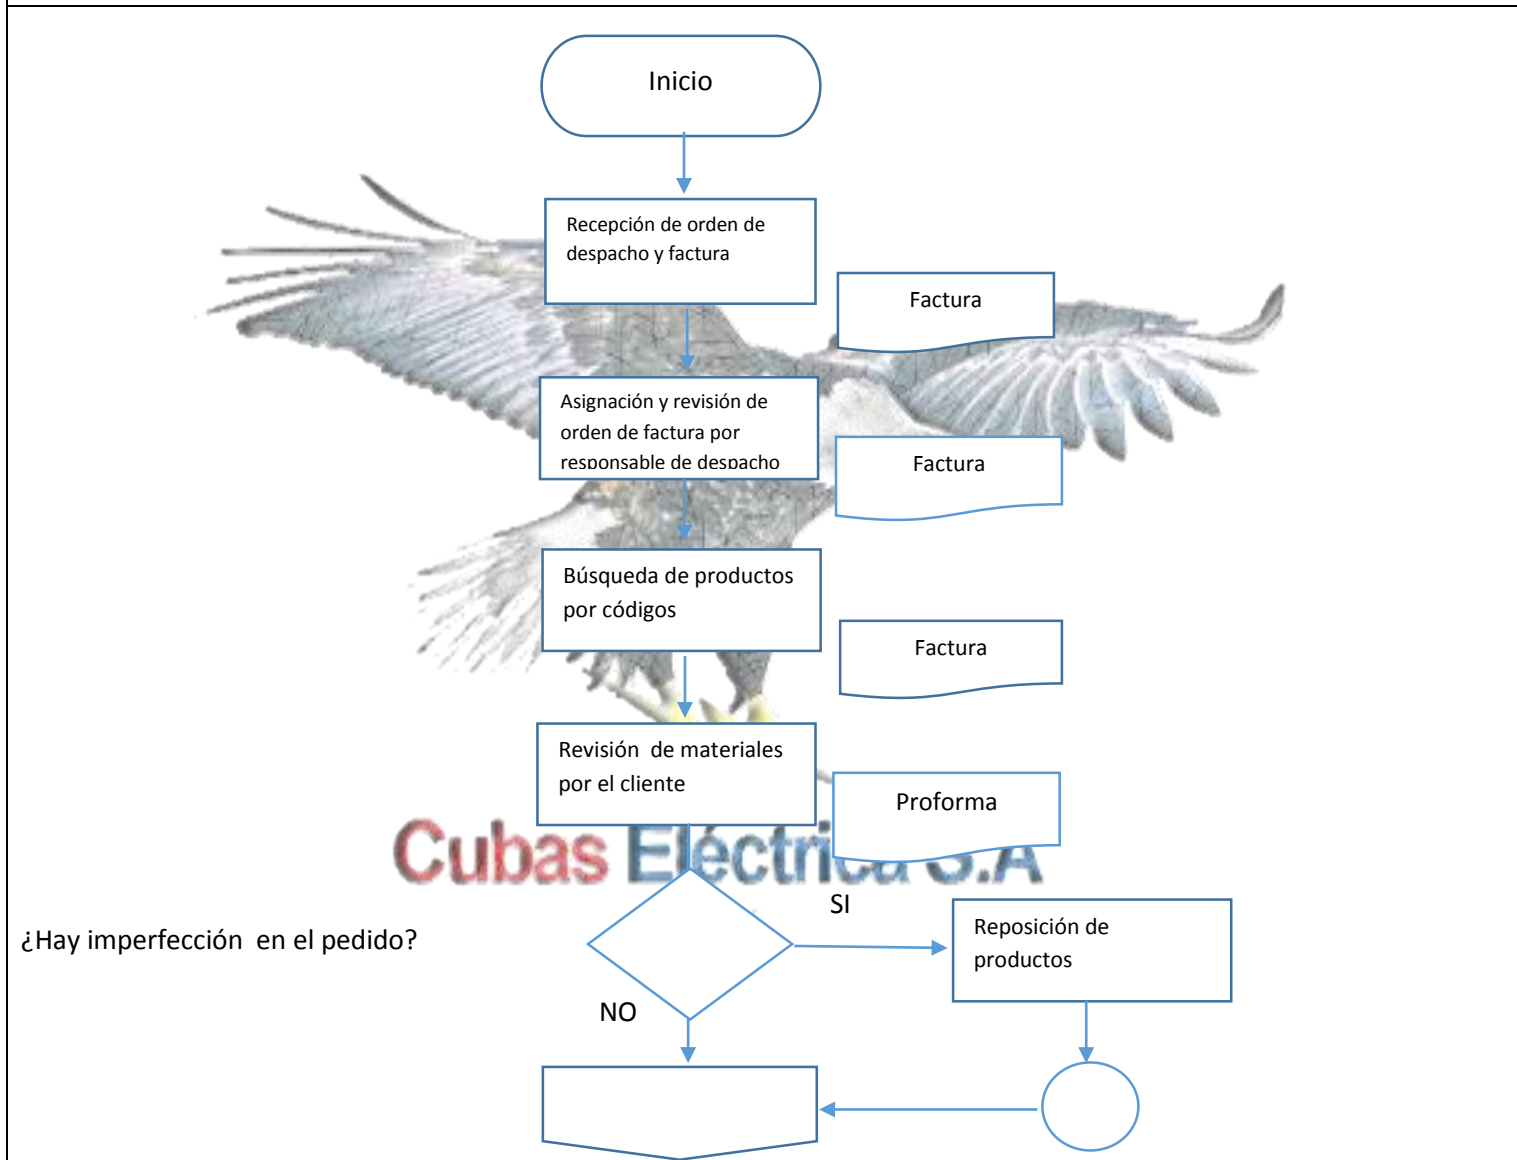 Inicio
Recepción de orden de
despacho y factura
Factura
Asignación y revisión de
orden de factura por
responsable de despacho
Factura
Búsqueda de productos
por códigos
Factura
Revisión  de materiales
por el cliente
Proforma
Cubas Eléctrica S.A
SI
¿Hay imperfección  en el pedido?
Reposición de
productos
NO